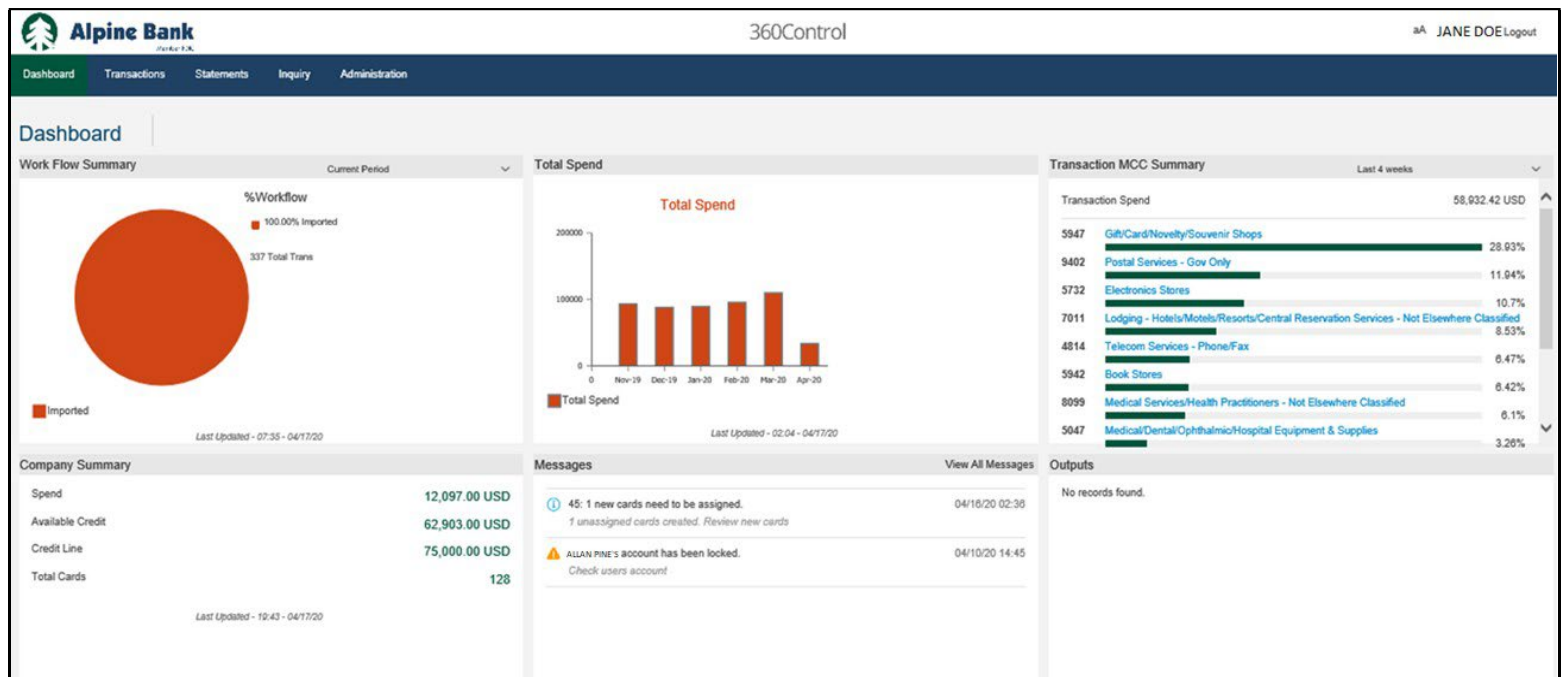 Alpine Bank
360Control
aA JANE DOE Logout
Dashboard Transactions Statements Inquiry Administration
Dashboard
Work Flow Summary Current Period
%Workflow
100.00% Imported
337 Total Trans
Imported
Last Updated - 07:35 - 04/17/20
Total Spend
Total Spend
200000
100000
0
0 Nov-19 Dec-19 Jan-20 Feb-20 Mar-20 Apr-20
Total Spend
Last Updated - 02:04 - 04/17/20
Transaction MCC Summary Last 4 weeks
Transaction Spend 58,932.42 USD
5947 Gift/Card/Novelty/Souvenir Shops
28.93%
9402 Postal Services - Gov Only
11.94%
5732 Electronics Stores
10.7%
7011 Lodging - Hotels/Motels/Resorts/Central Reservation Services - Not Elsewhere Classified
8.53%
4814 Telecom Services - Phone/Fax
6.47%
5942 Book Stores
6.42%
8099 Medical Services/Health Practitioners - Not Elsewhere Classified
6.1%
5047 Medical/Dental/Ophthalmic/Hospital Equipment & Supplies
3.26%
Company Summary
Spend 12,097.00 USD
Available Credit 62,903.00 USD
Credit Line 75,000.00 USD
Total Cards 128
Last Updated - 19:43 - 04/17/20
Messages View All Messages
45: 1 new cards need to be assigned. 04/16/20 02:36
1 unassigned cards created. Review new cards
ALLAN PINE'S account has been locked. 04/10/20 14:45
Check users account
Outputs
No records found.